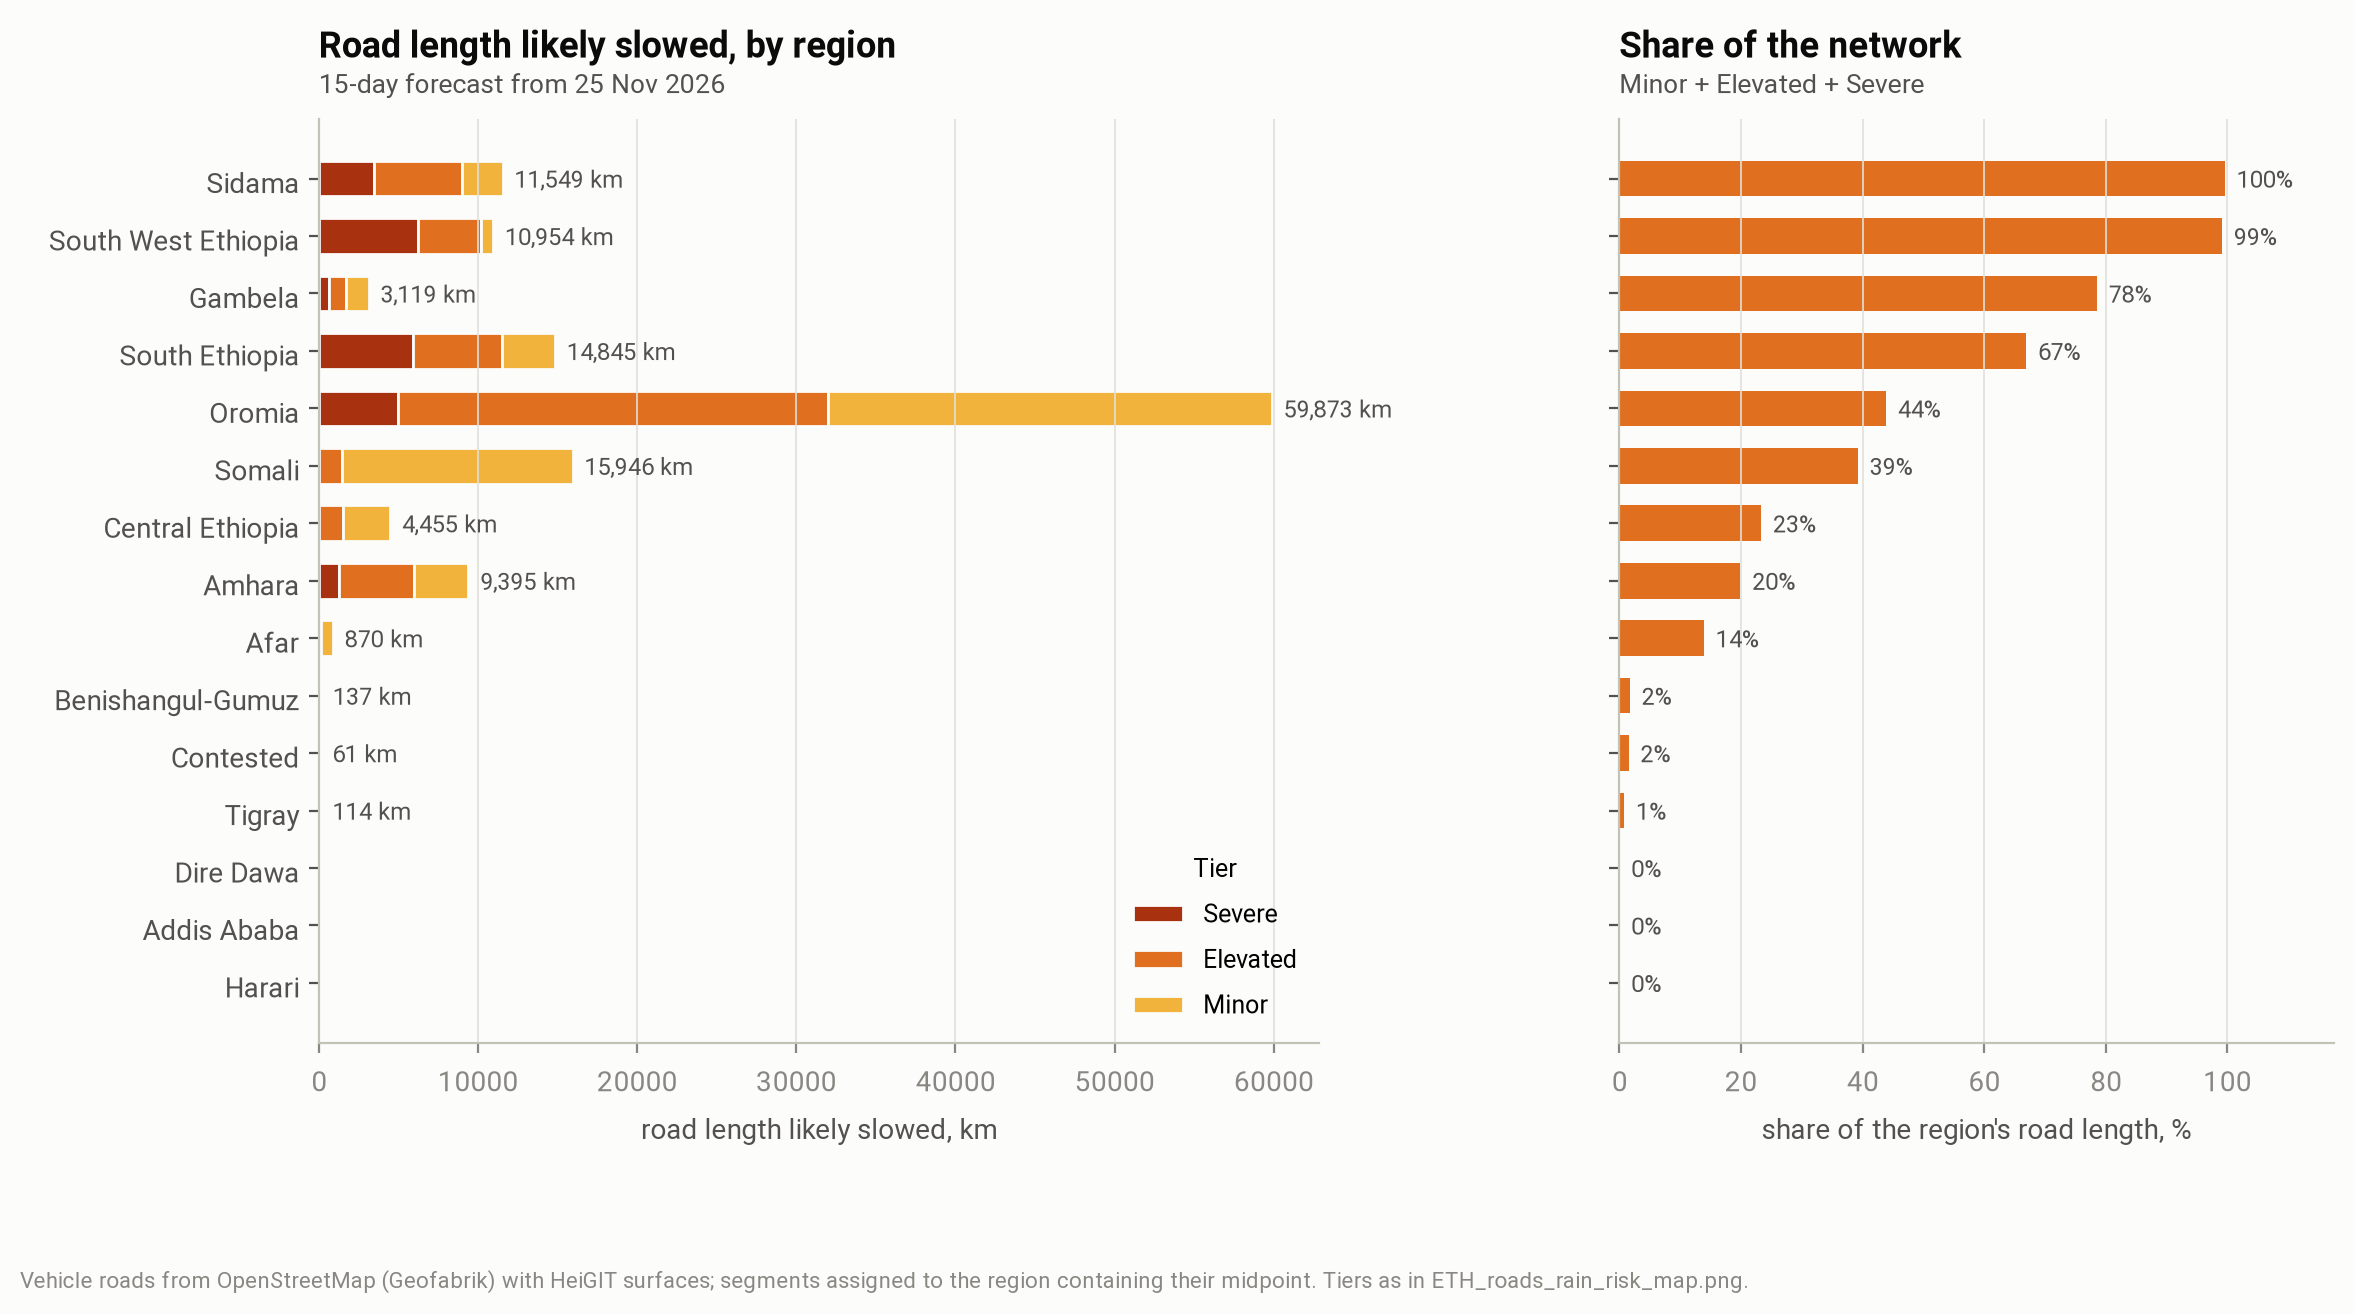 Road length likely slowed, by region
15-day forecast from 25 Nov 2026
Sidama 11,549 km
South West Ethiopia 10,954 km
Gambela 3,119 km
South Ethiopia 14,845 km
Oromia 59,873 km
Somali 15,946 km
Central Ethiopia 4,455 km
Amhara 9,395 km
Afar 870 km
Benishangul-Gumuz 137 km
Contested 61 km
Tigray 114 km
Dire Dawa
Addis Ababa
Harari
Tier
Severe
Elevated
Minor
0 10000 20000 30000 40000 50000 60000
road length likely slowed, km
Share of the network
Minor + Elevated + Severe
100%
99%
78%
67%
44%
39%
23%
20%
14%
2%
2%
1%
0%
0%
0%
0 20 40 60 80 100
share of the region's road length, %
Vehicle roads from OpenStreetMap (Geofabrik) with HeiGIT surfaces; segments assigned to the region containing their midpoint. Tiers as in ETH_roads_rain_risk_map.png.